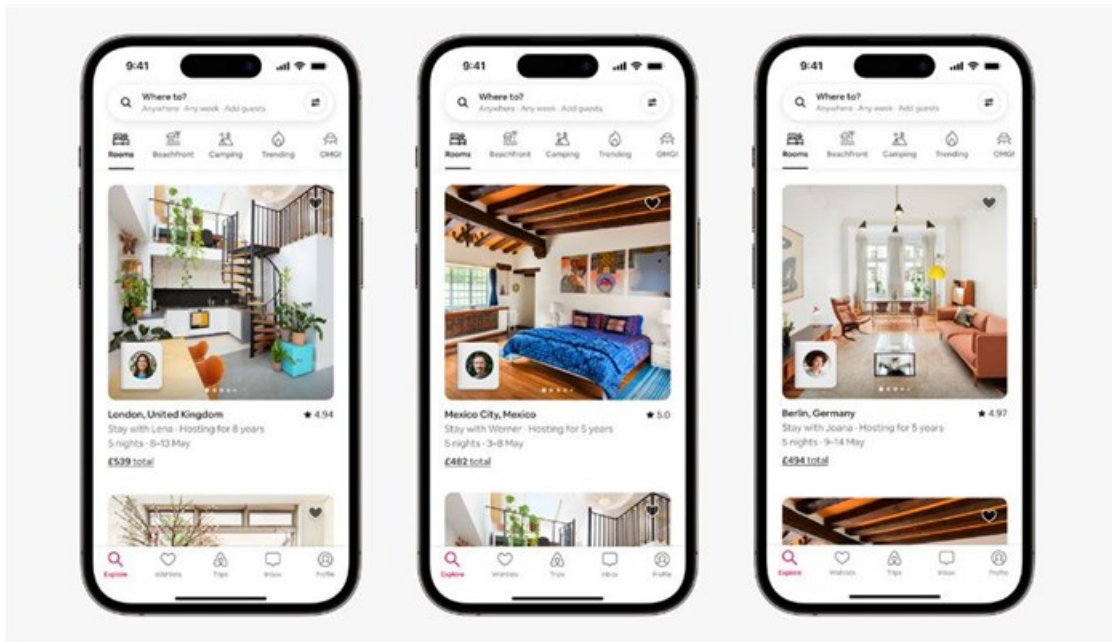 9:41
Where to?
Anywhere · Any week · Add guests
Rooms
Beachfront
Camping
Trending
OMG!
London, United Kingdom
★ 4.94
Stay with Lena · Hosting for 8 years
5 nights · 8–13 May
£539 total
Explore
Wishlists
Trips
Inbox
Profile
9:41
Where to?
Anywhere · Any week · Add guests
Rooms
Beachfront
Camping
Trending
OMG!
Mexico City, Mexico
★ 5.0
Stay with Werner · Hosting for 5 years
5 nights · 3–8 May
£482 total
Explore
Wishlists
Trips
Inbox
Profile
9:41
Where to?
Anywhere · Any week · Add guests
Rooms
Beachfront
Camping
Trending
OMG!
Berlin, Germany
★ 4.97
Stay with Joana · Hosting for 5 years
5 nights · 9–14 May
£494 total
Explore
Wishlists
Trips
Inbox
Profile